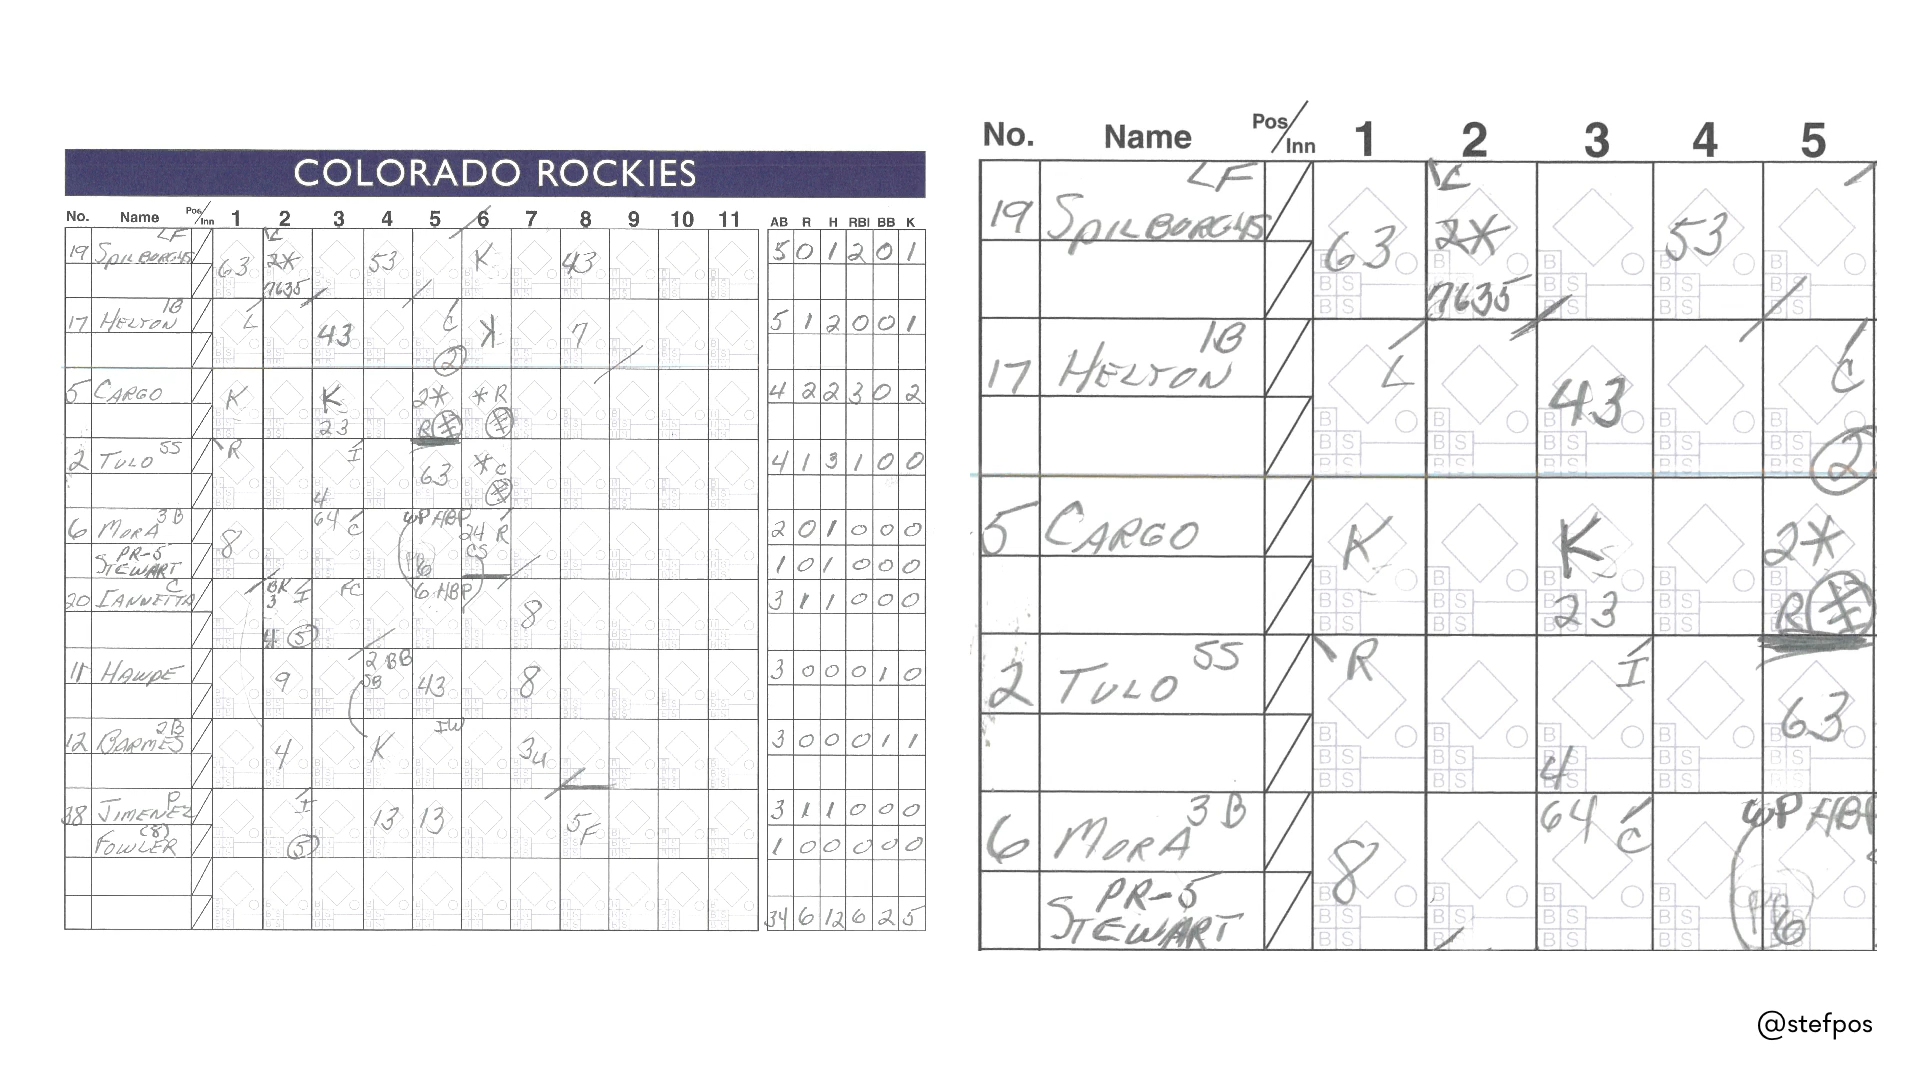 COLORADO ROCKIES
No. Name Pos/Inn 1 2 3 4 5 6 7 8 9 10 11 AB R H RBI BB K
LF
19 SPILBORGHS 63 2* 7635 53 K 43 5 0 1 2 0 1
1B
17 HELTON L 43 C 2 K 7 5 1 2 0 0 1
5 CARGO K K 23 2* R * R 4 2 2 3 0 2
SS
2 TULO R I 4 63 * C 4 1 3 1 0 0
3B
6 MORA 8 64 C WP HBP 24 R CS 2 0 1 0 0 0
PR-5
STEWART 1 0 1 0 0 0
C
20 IANNETTA BK 3 I 4 5 FC 6 HBP 8 3 1 1 0 0 0
11 HAWPE 9 2 BB SB 43 8 3 0 0 0 1 0
2B
12 BARMES 4 K IW 3U 3 0 0 0 1 1
P
38 JIMENEZ I 5 13 13 5F 3 1 1 0 0 0
(8)
FOWLER 1 0 0 0 0 0
34 6 12 6 2 5
No. Name Pos/Inn 1 2 3 4 5
LF
19 SPILBORGHS 63 2* 7635 53
1B
17 HELTON L 43 C 2
5 CARGO K K 23 2* R
SS
2 TULO R I 4 63
3B
6 MORA 8 64 C WP HBP
PR-5
STEWART
@stefpos